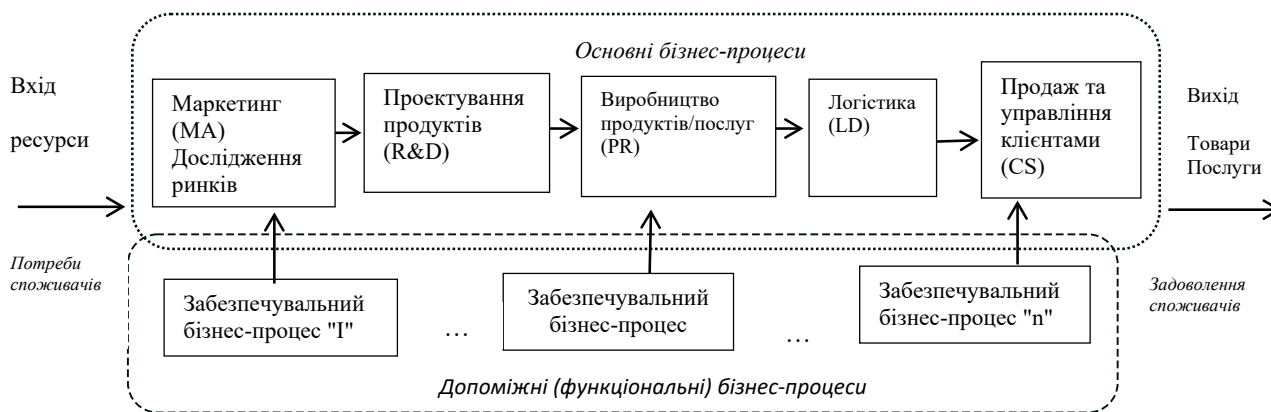 Основні бізнес-процеси
Вхід
ресурси
Потреби
споживачів
Маркетинг
(МА)
Дослідження
ринків
Проектування
продуктів
(R&D)
Виробництво
продуктів/послуг
(PR)
Логістика
(LD)
Продаж та
управління
клієнтами
(CS)
Вихід
Товари
Послуги
Задоволення
споживачів
Забезпечувальний
бізнес-процес "І"
…
Забезпечувальний
бізнес-процес
…
Забезпечувальний
бізнес-процес "n"
Допоміжні (функціональні) бізнес-процеси